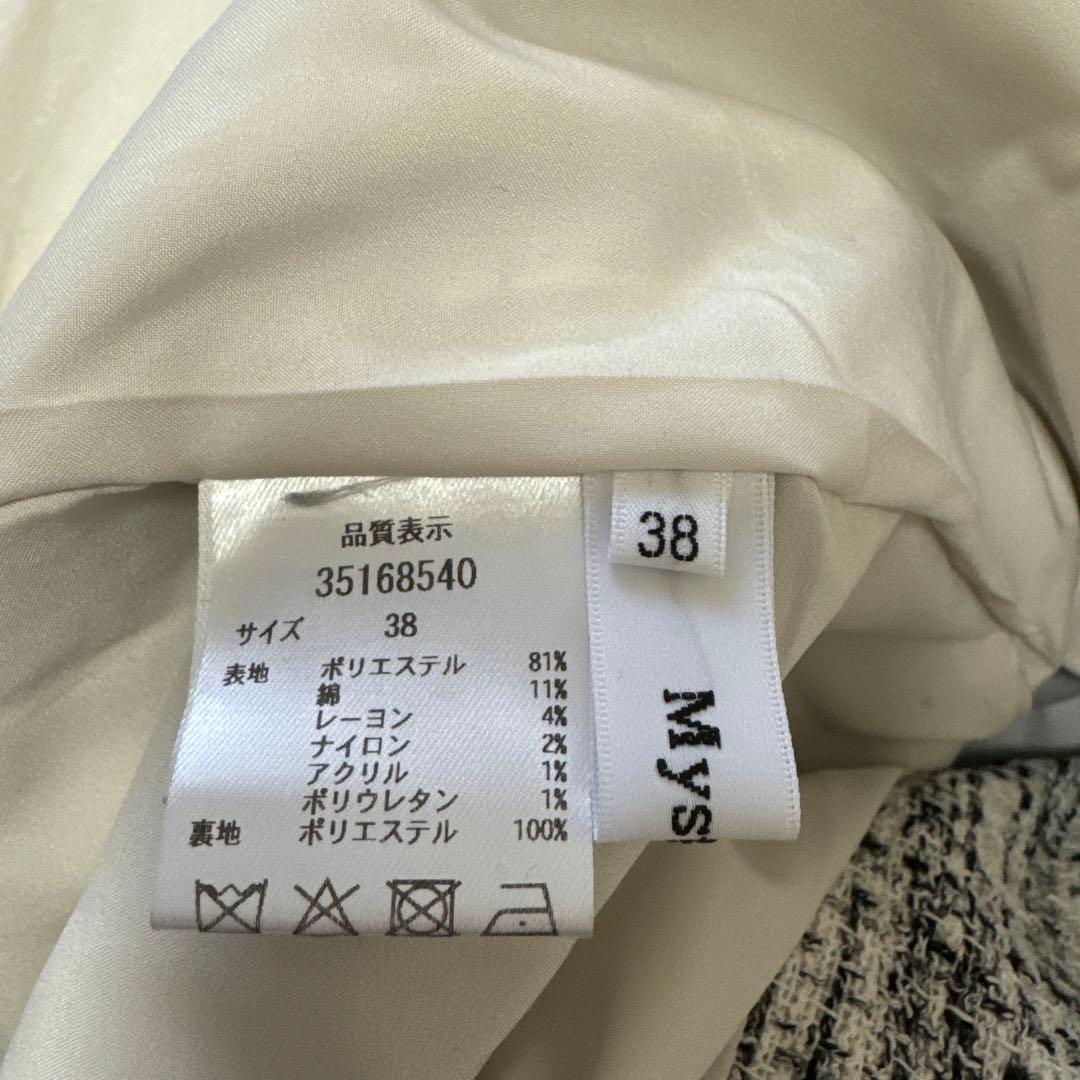 品質表示
35168540
サイズ 38
表地 ポリエステル 81%
綿 11%
レーヨン 4%
ナイロン 2%
アクリル 1%
ポリウレタン 1%
裏地 ポリエステル 100%
38